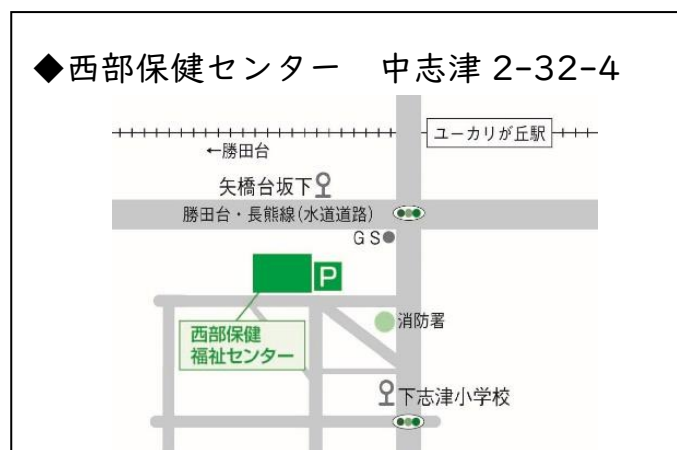 ◆西部保健センター　中志津 2-32-4
ユーカリが丘駅
←勝田台
矢橋台坂下
勝田台・長熊線(水道道路)
GS
P
消防署
西部保健
福祉センター
下志津小学校